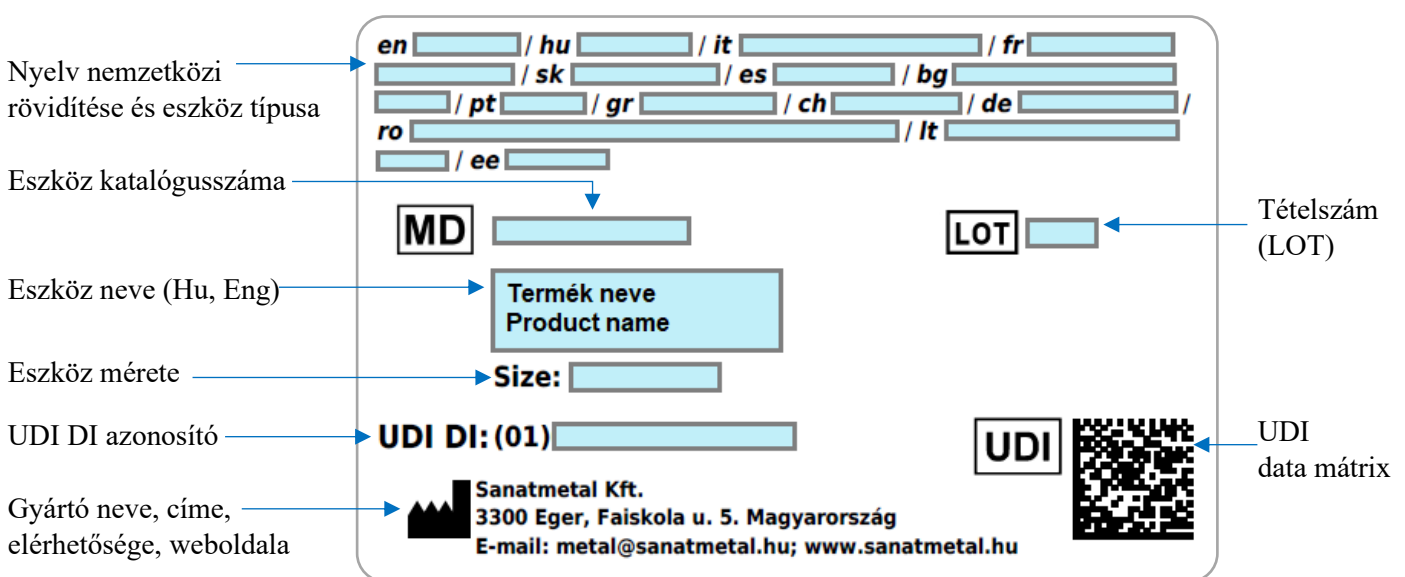 Nyelv nemzetközi
rövidítése és eszköz típusa
en / hu / it / fr
/ sk / es / bg
/ pt / gr / ch / de /
ro / lt
/ ee
Eszköz katalógusszáma
MD
LOT
Tételszám
(LOT)
Eszköz neve (Hu, Eng)
Termék neve
Product name
Eszköz mérete
Size:
UDI DI azonosító
UDI DI: (01)
UDI
UDI
data mátrix
Gyártó neve, címe,
elérhetősége, weboldala
Sanatmetal Kft.
3300 Eger, Faiskola u. 5. Magyarország
E-mail: metal@sanatmetal.hu; www.sanatmetal.hu